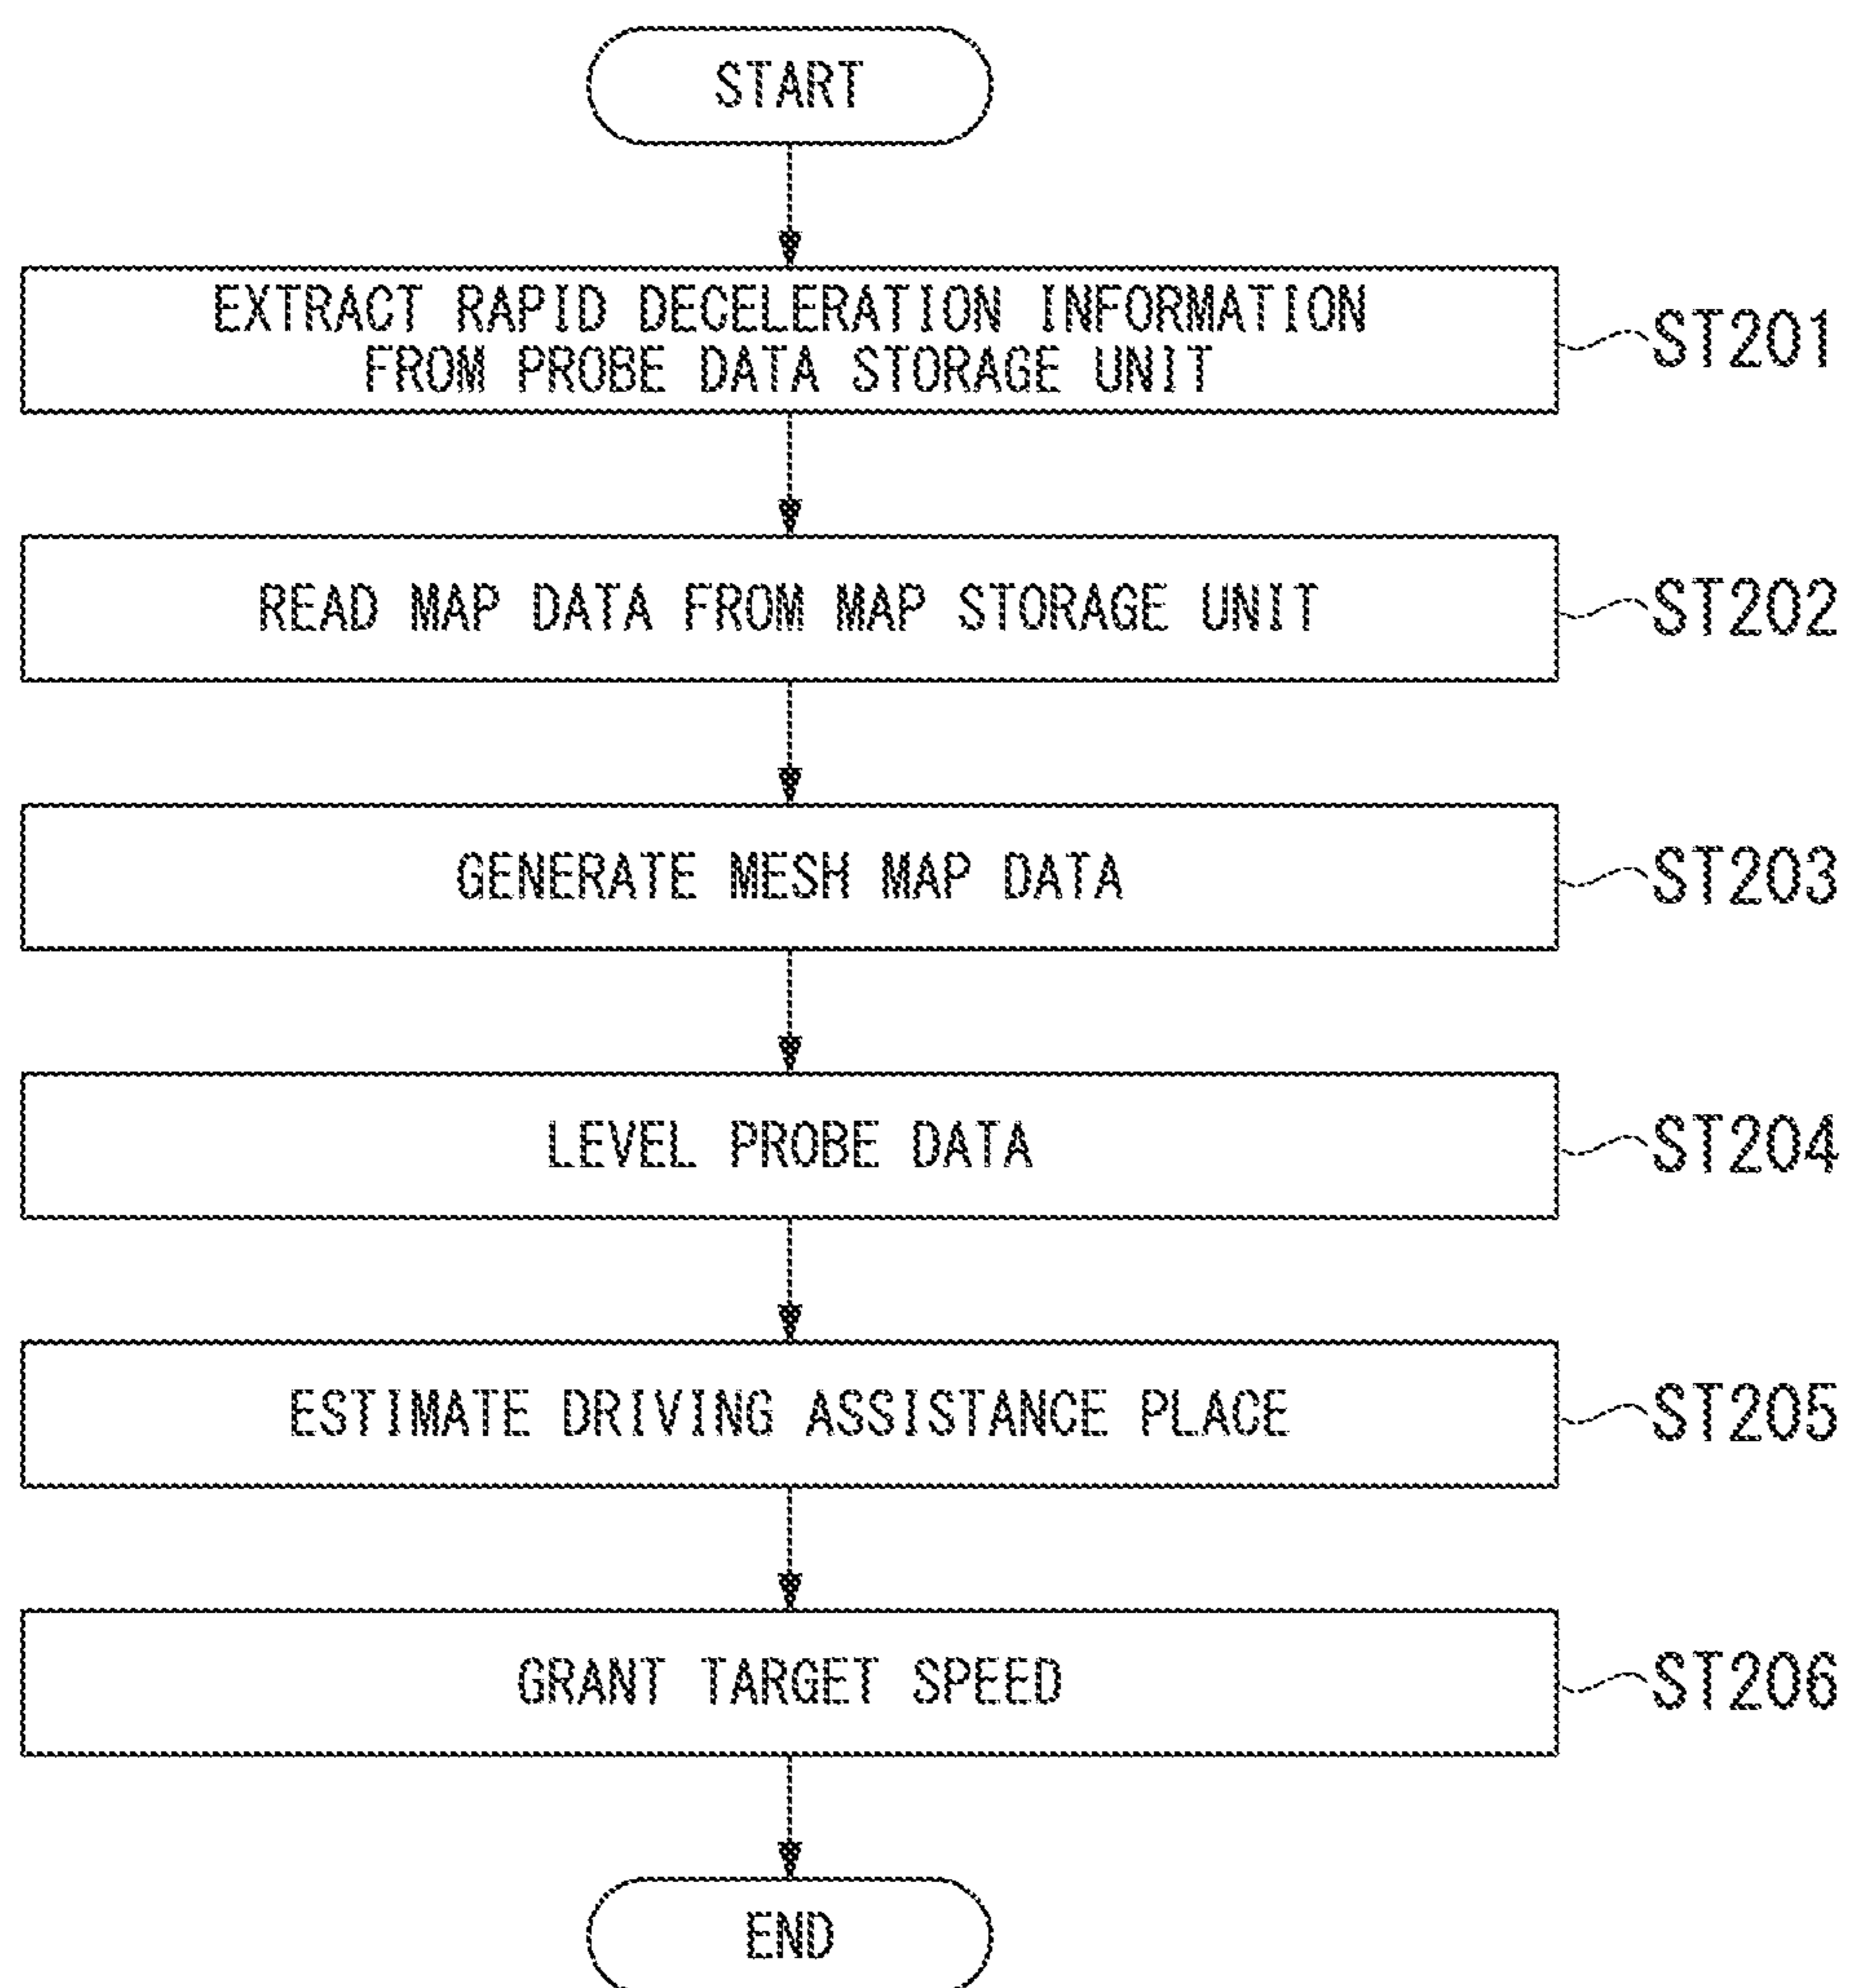 START
EXTRACT RAPID DECELERATION INFORMATION
FROM PROBE DATA STORAGE UNIT
ST201
READ MAP DATA FROM MAP STORAGE UNIT
ST202
GENERATE MESH MAP DATA
ST203
LEVEL PROBE DATA
ST204
ESTIMATE DRIVING ASSISTANCE PLACE
ST205
GRANT TARGET SPEED
ST206
END